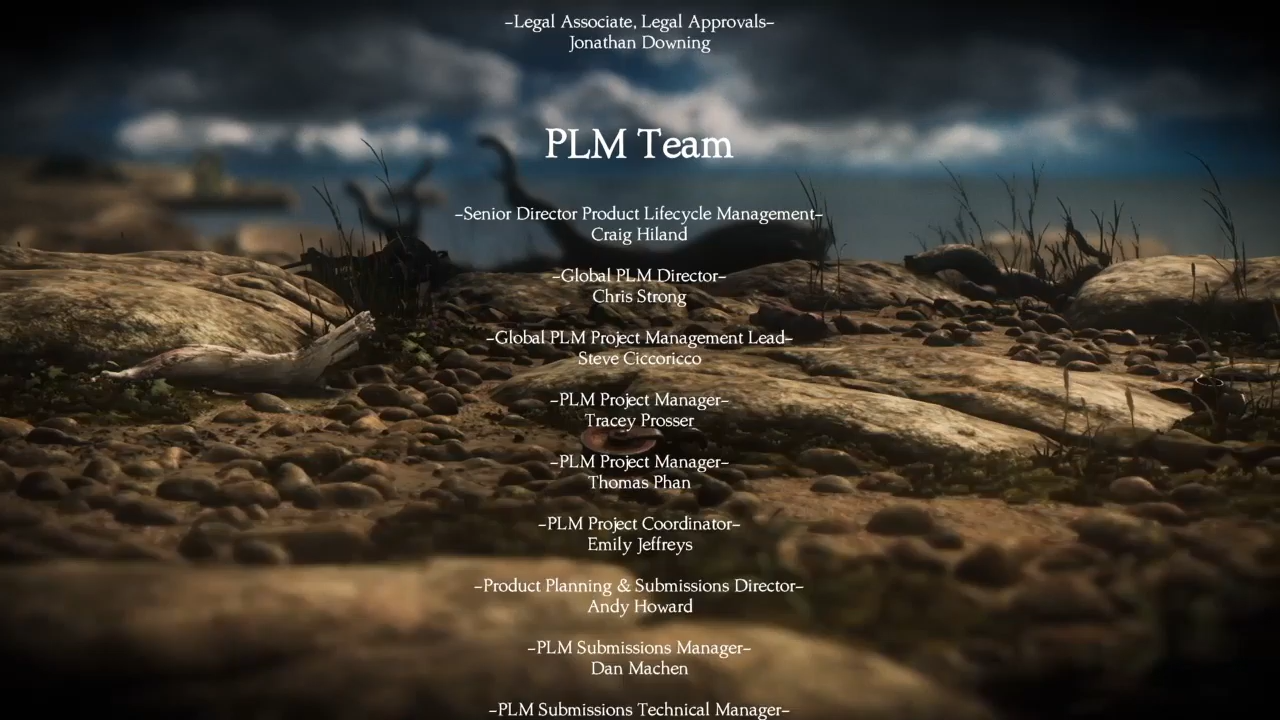 -Legal Associate, Legal Approvals-
Jonathan Downing
PLM Team
-Senior Director Product Lifecycle Management-
Craig Hiland
-Global PLM Director-
Chris Strong
-Global PLM Project Management Lead-
Steve Ciccoricco
-PLM Project Manager-
Tracey Prosser
-PLM Project Manager-
Thomas Phan
-PLM Project Coordinator-
Emily Jeffreys
-Product Planning & Submissions Director-
Andy Howard
-PLM Submissions Manager-
Dan Machen
-PLM Submissions Technical Manager-